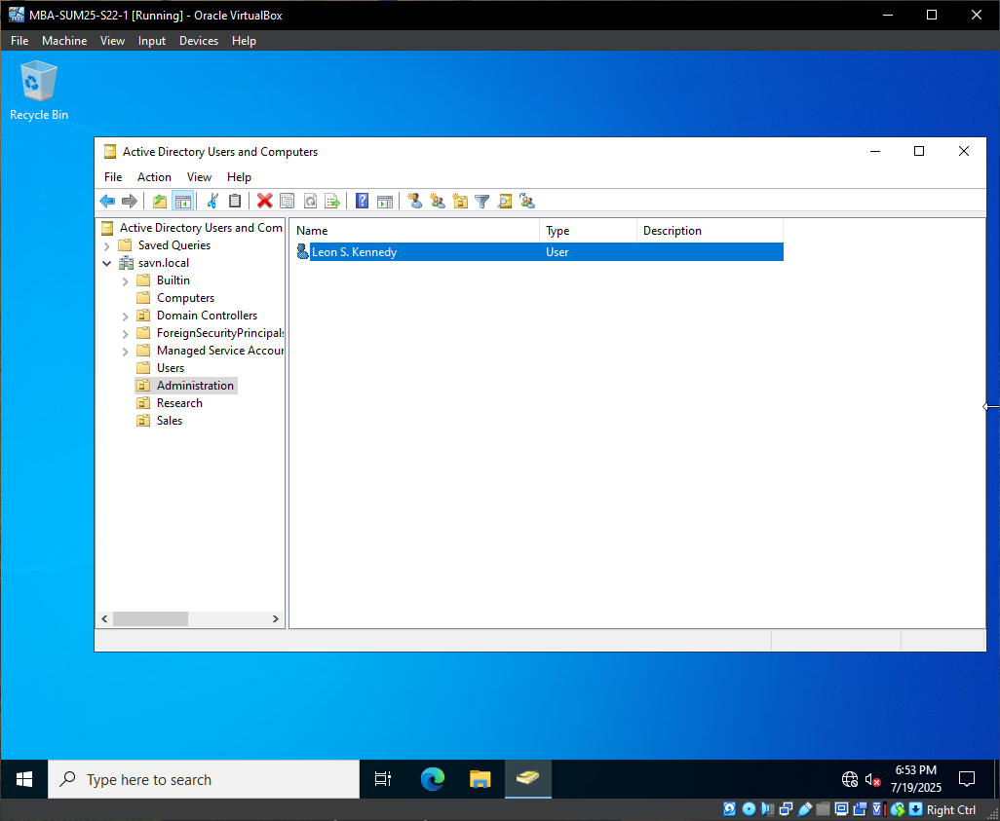 MBA-SUM25-S22-1 [Running] - Oracle VirtualBox
File Machine View Input Devices Help
Recycle Bin
Active Directory Users and Computers
File Action View Help
Active Directory Users and Com
Name Type Description
Saved Queries
Leon S. Kennedy User
savn.local
Builtin
Computers
Domain Controllers
ForeignSecurityPrincipals
Managed Service Accour
Users
Administration
Research
Sales
Type here to search
6:53 PM
7/19/2025
Right Ctrl